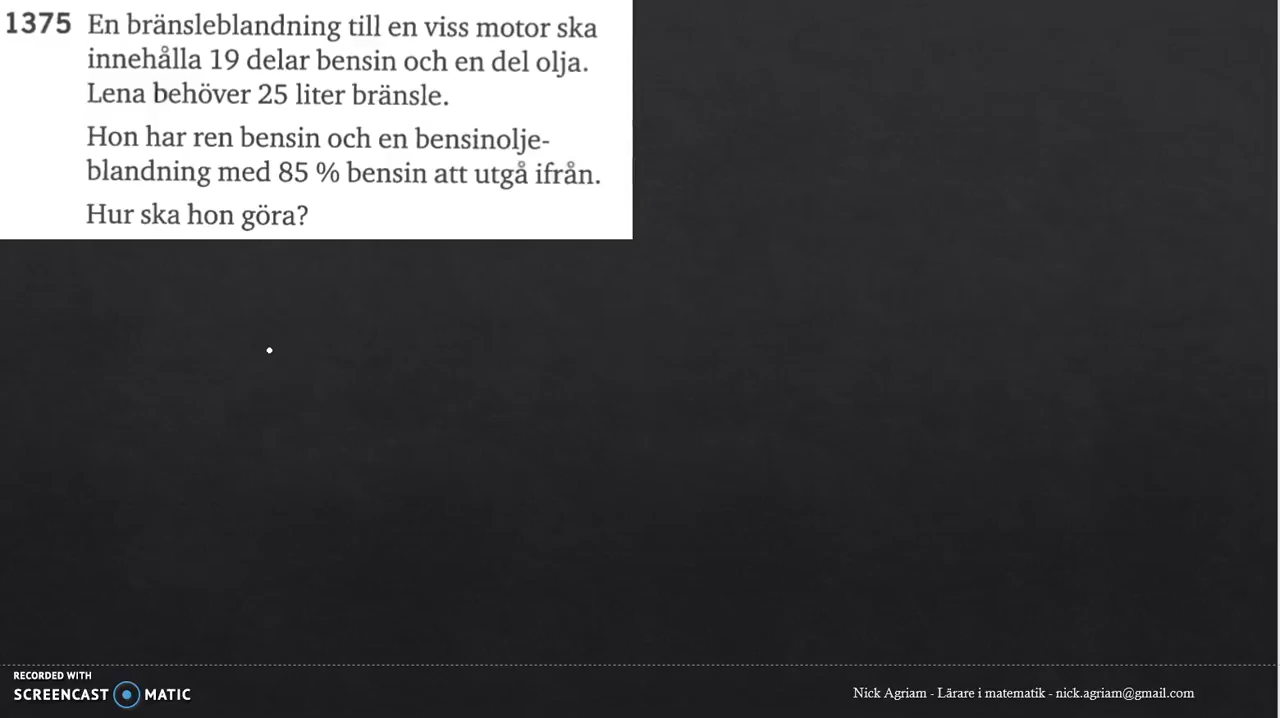 1375 En bränsleblandning till en viss motor ska
innehålla 19 delar bensin och en del olja.
Lena behöver 25 liter bränsle.
Hon har ren bensin och en bensinolje-
blandning med 85 % bensin att utgå ifrån.
Hur ska hon göra?
RECORDED WITH
SCREENCAST MATIC
Nick Agriam - Lärare i matematik - nick.agriam@gmail.com